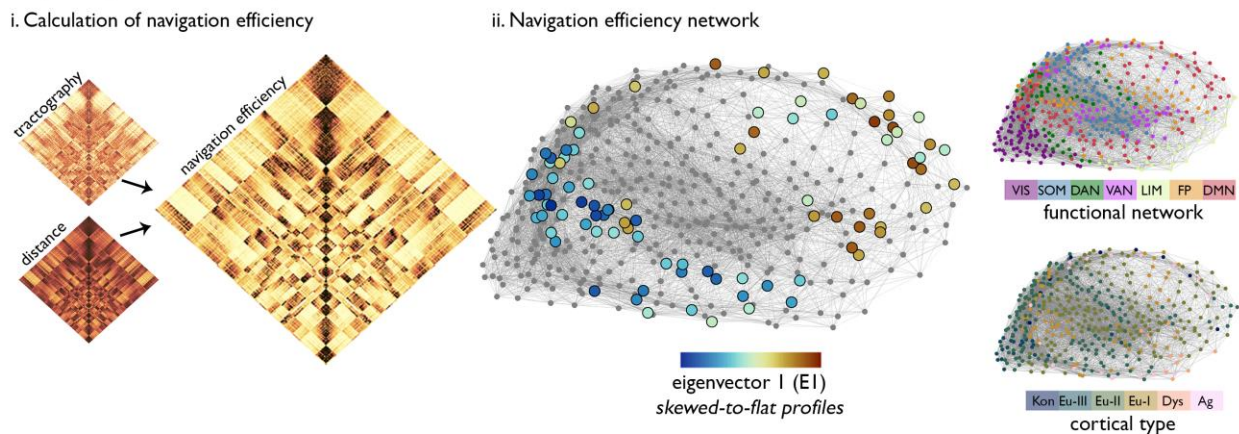 i. Calculation of navigation efficiency
tractography
distance
navigation efficiency
ii. Navigation efficiency network
eigenvector 1 (E1)
skewed-to-flat profiles
VIS SOM DAN VAN LIM FP DMN
functional network
Kon Eu-III Eu-II Eu-I Dys Ag
cortical type